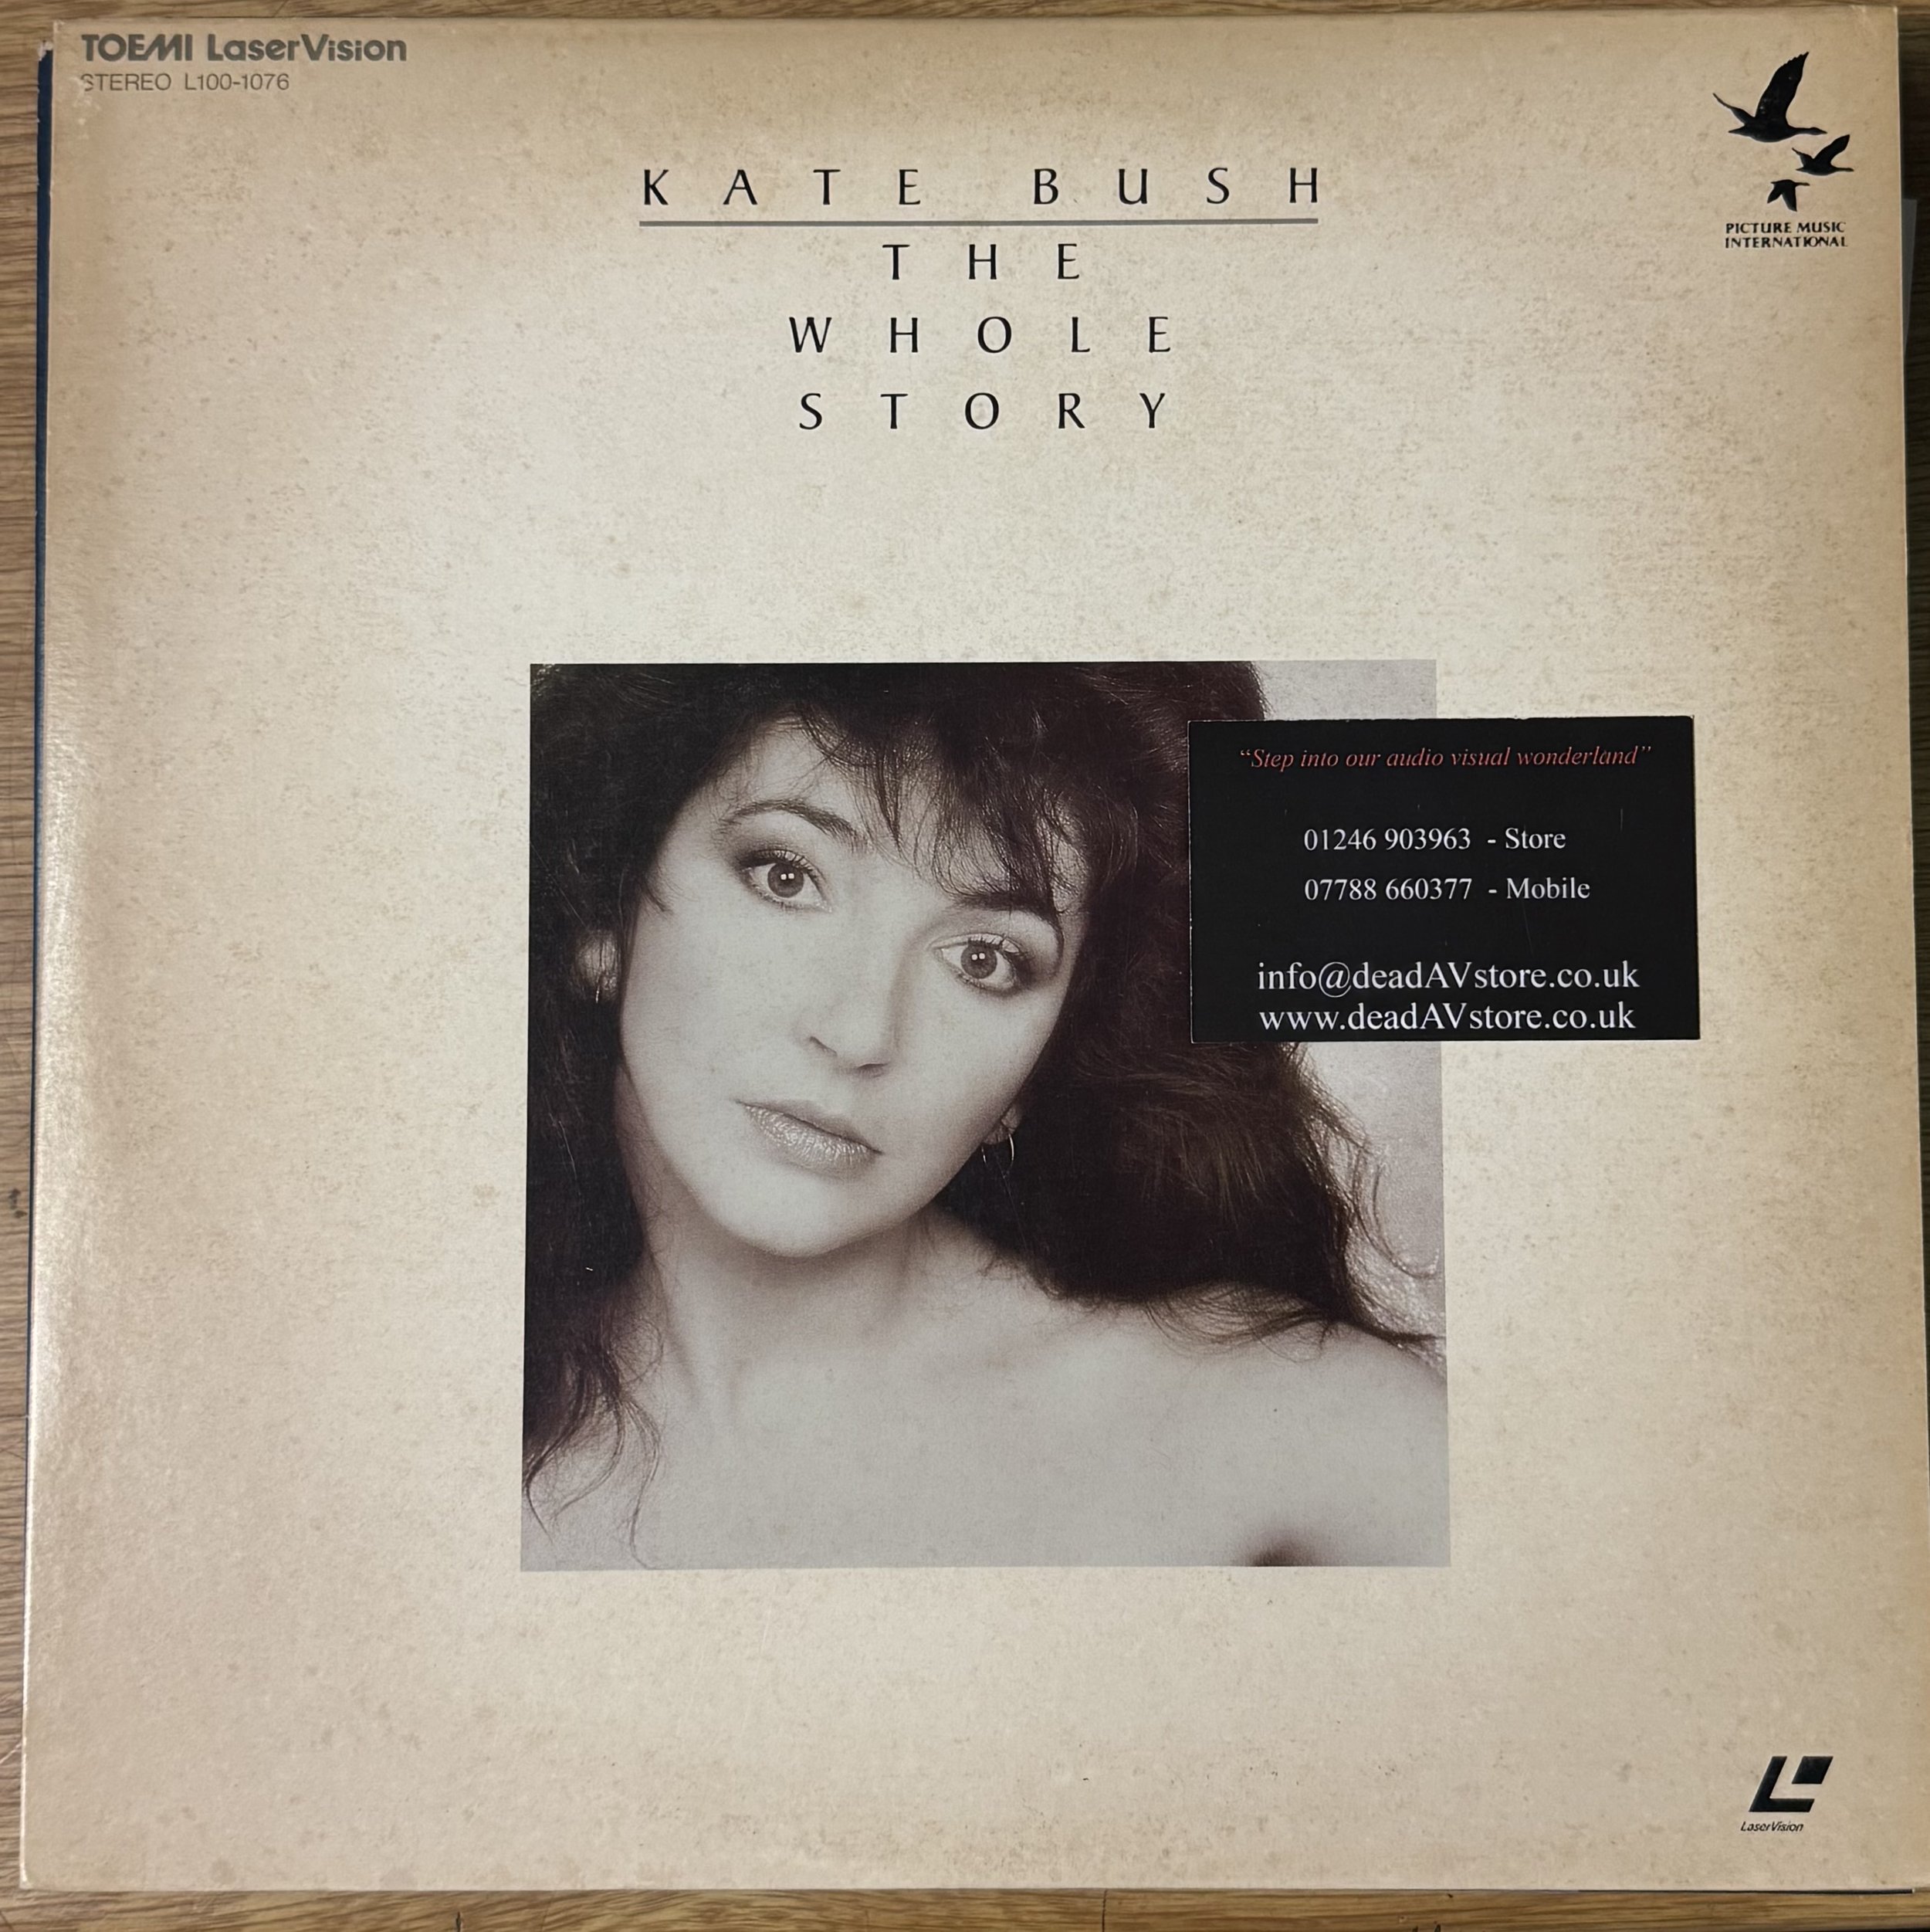 TOEMI LaserVision
STEREO L100-1076
PICTURE MUSIC
INTERNATIONAL
KATE BUSH
THE
WHOLE
STORY
“Step into our audio visual wonderland”
01246 903963 - Store
07788 660377 - Mobile
info@deadAVstore.co.uk
www.deadAVstore.co.uk
LaserVision